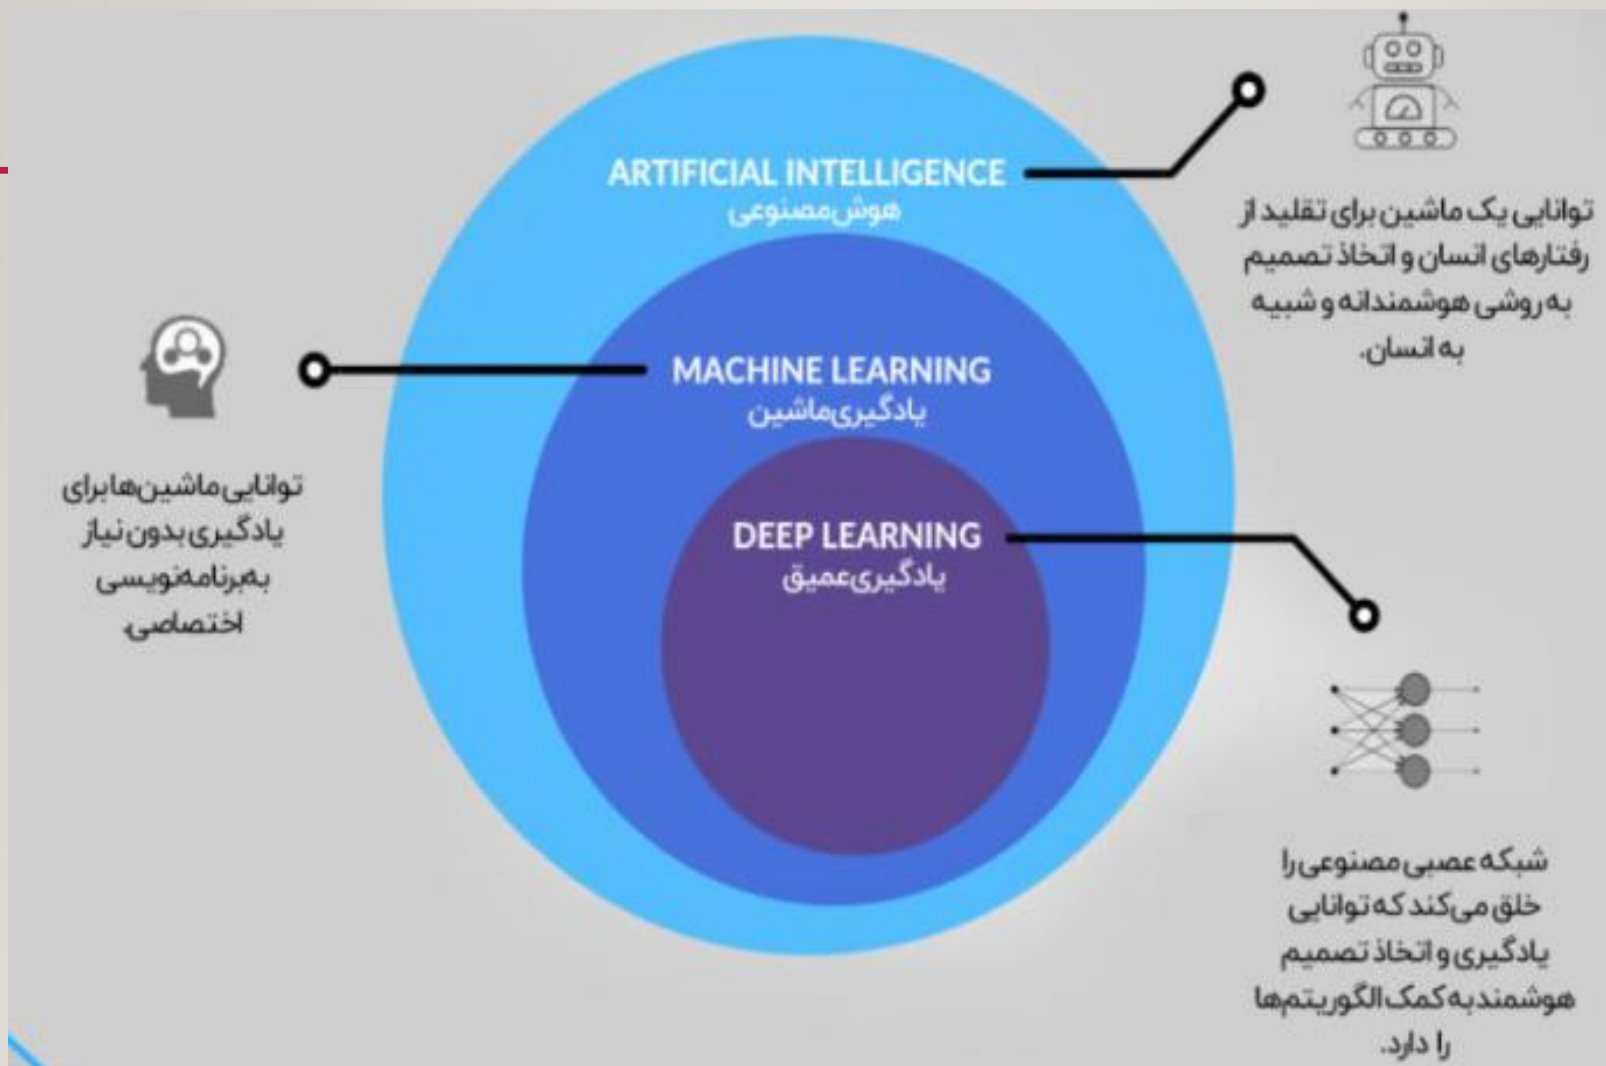 ARTIFICIAL INTELLIGENCE
هوش‌مصنوعی
توانایی یک ماشین برای تقلید از
رفتارهای انسان و اتخاذ تصمیم
به روشی هوشمندانه و شبیه
به انسان.
MACHINE LEARNING
یادگیری‌ماشین
توانایی ماشین‌ها برای
یادگیری بدون نیاز
به‌برنامه‌نویسی
اختصاصی.
DEEP LEARNING
یادگیری‌عمیق
شبکه عصبی مصنوعی را
خلق می‌کند که توانایی
یادگیری و اتخاذ تصمیم
هوشمند به کمک الگوریتم‌ها
را دارد.